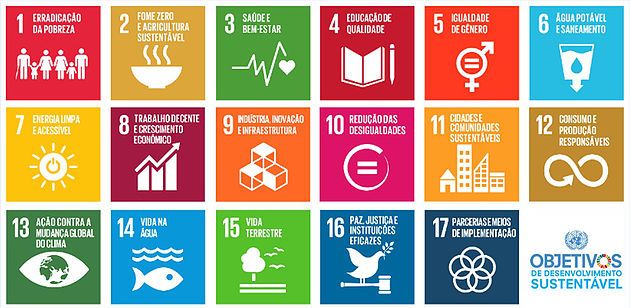 1 ERRADICAÇÃO
DA POBREZA
2 FOME ZERO
E AGRICULTURA
SUSTENTÁVEL
3 SAÚDE E
BEM-ESTAR
4 EDUCAÇÃO DE
QUALIDADE
5 IGUALDADE
DE GÊNERO
6 ÁGUA POTÁVEL
E SANEAMENTO
7 ENERGIA LIMPA
E ACESSÍVEL
8 TRABALHO DECENTE
E CRESCIMENTO
ECONÔMICO
9 INDÚSTRIA, INOVAÇÃO
E INFRAESTRUTURA
10 REDUÇÃO DAS
DESIGUALDADES
11 CIDADES E
COMUNIDADES
SUSTENTÁVEIS
12 CONSUMO E
PRODUÇÃO
RESPONSÁVEIS
13 AÇÃO CONTRA A
MUDANÇA GLOBAL
DO CLIMA
14 VIDA NA
ÁGUA
15 VIDA
TERRESTRE
16 PAZ, JUSTIÇA E
INSTITUIÇÕES
EFICAZES
17 PARCERIAS E MEIOS
DE IMPLEMENTAÇÃO
OBJETIVOS
DE DESENVOLVIMENTO
SUSTENTÁVEL